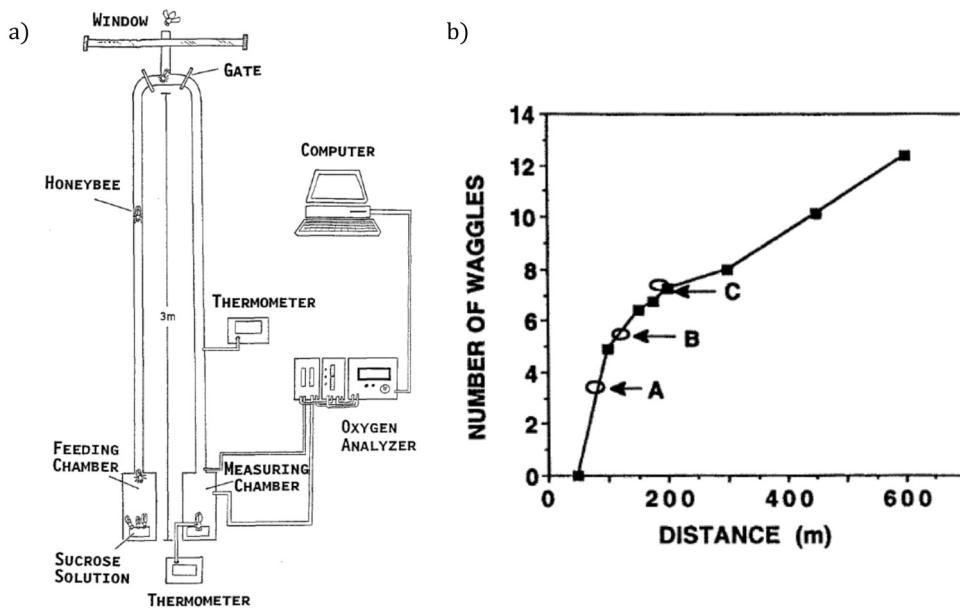 a)
WINDOW
GATE
HONEYBEE
COMPUTER
THERMOMETER
3m
FEEDING
CHAMBER
MEASURING
CHAMBER
OXYGEN
ANALYZER
SUCROSE
SOLUTION
THERMOMETER
b)
NUMBER OF WAGGLES
14
12
10
8
6
4
2
0
C
B
A
0
200
400
600
DISTANCE (m)